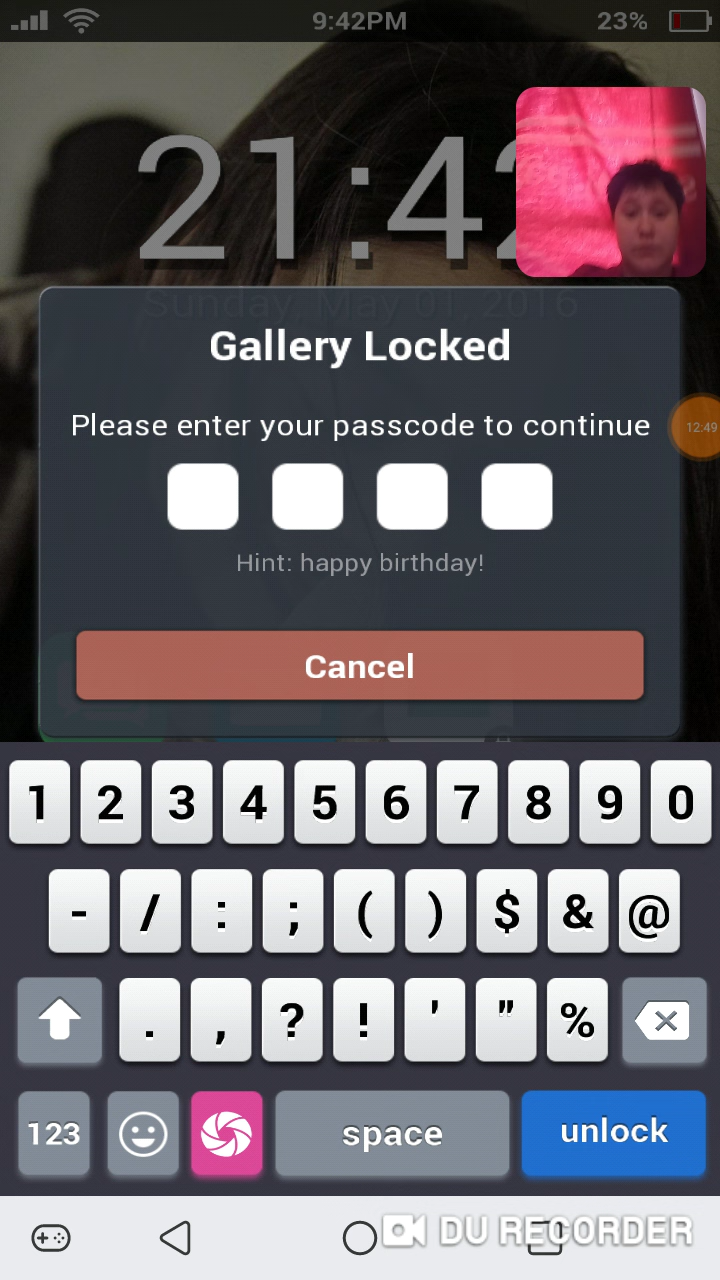 9:42PM 23%
21:42
Sunday, May 01, 2016
Gallery Locked
Please enter your passcode to continue
12:49
Hint: happy birthday!
Cancel
1 2 3 4 5 6 7 8 9 0
- / : ; ( ) $ & @
. , ? ! ' " %
123 space unlock
DU RECORDER